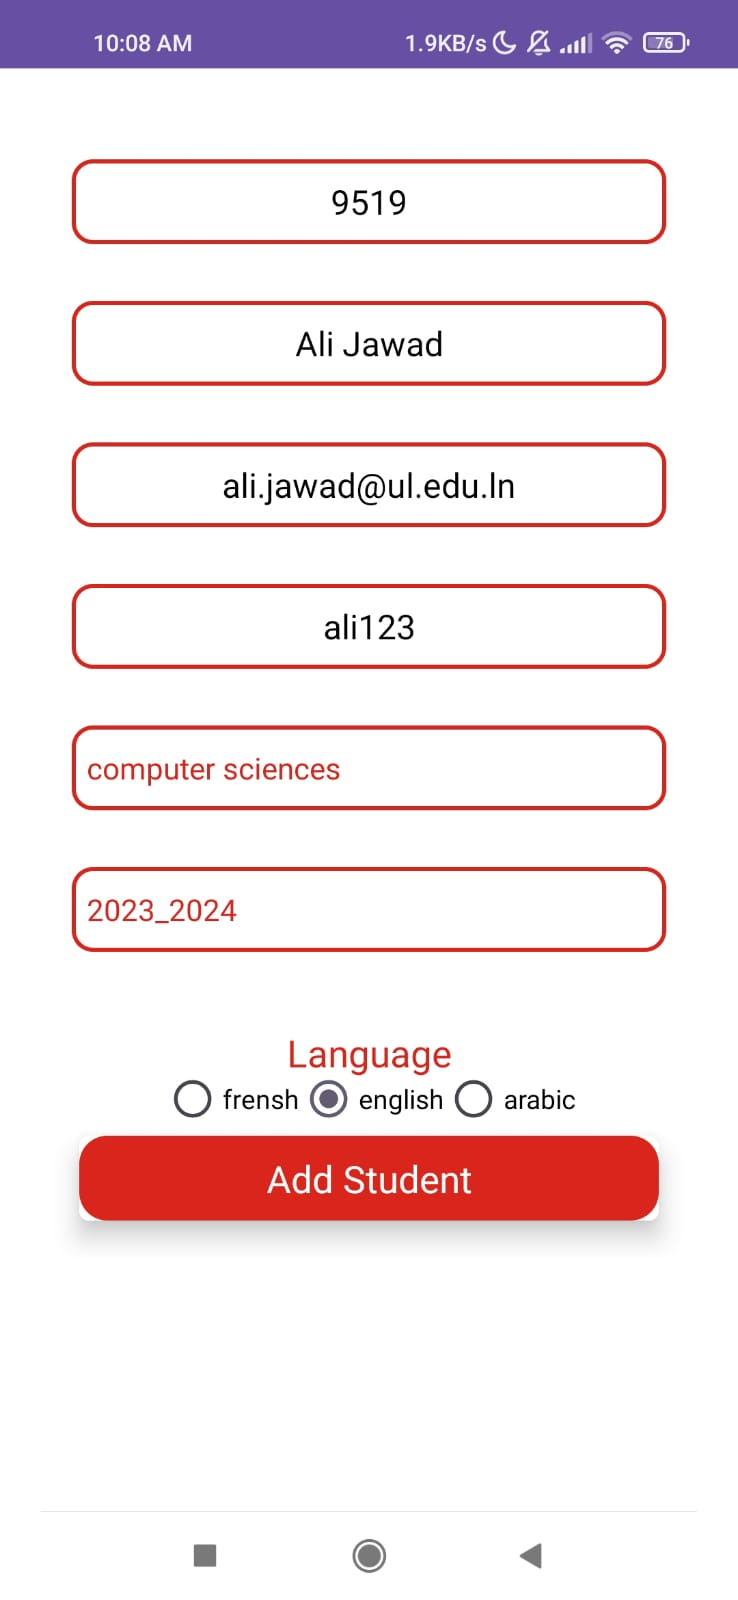 10:08 AM 1.9KB/s 76
9519
Ali Jawad
ali.jawad@ul.edu.ln
ali123
computer sciences
2023_2024
Language
frensh english arabic
Add Student